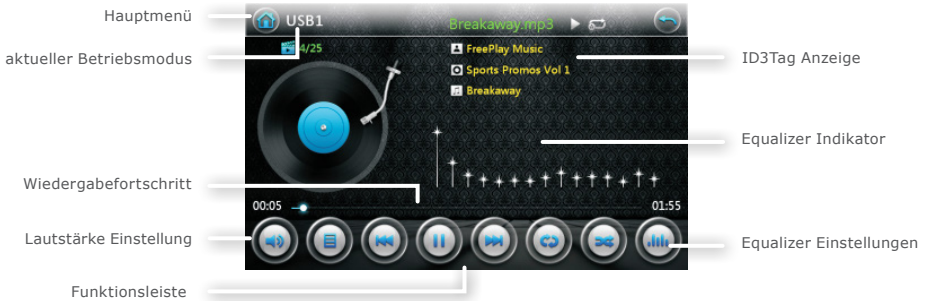 Hauptmenü
USB1
Breakaway.mp3
aktueller Betriebsmodus
4/25
FreePlay Music
ID3Tag Anzeige
Sports Promos Vol 1
Breakaway
Equalizer Indikator
Wiedergabefortschritt
00:05
01:55
Lautstärke Einstellung
Equalizer Einstellungen
Funktionsleiste